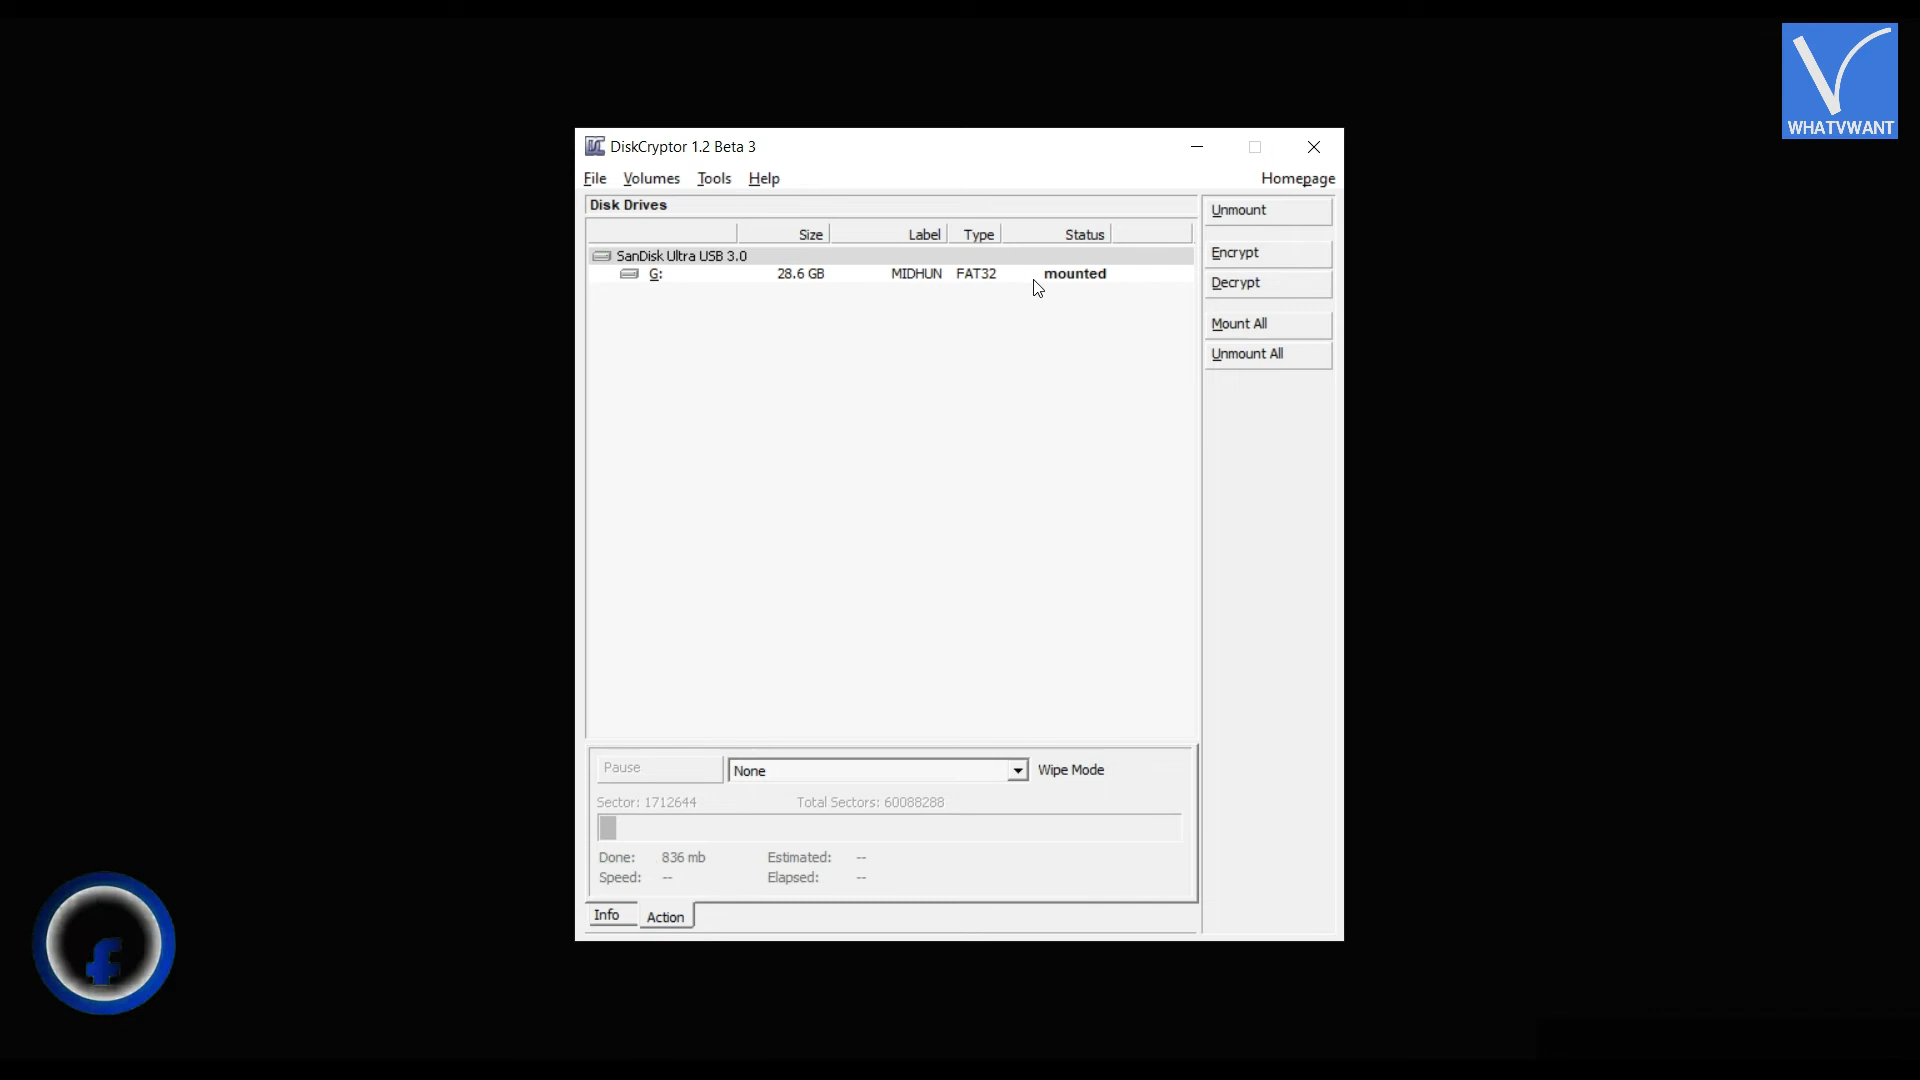 WHATVWANT
DiskCryptor 1.2 Beta 3
File Volumes Tools Help Homepage
Disk Drives
Size Label Type Status
SanDisk Ultra USB 3.0
G: 28.6 GB MIDHUN FAT32 mounted
Unmount
Encrypt
Decrypt
Mount All
Unmount All
Pause None Wipe Mode
Sector: 1712644 Total Sectors: 60088288
Done: 836 mb Estimated: --
Speed: -- Elapsed: --
Info Action
f